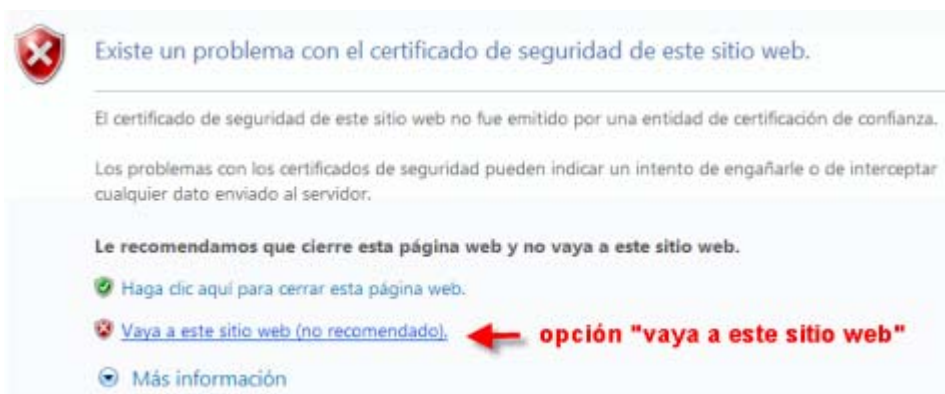 Existe un problema con el certificado de seguridad de este sitio web.
El certificado de seguridad de este sitio web no fue emitido por una entidad de certificación de confianza.
Los problemas con los certificados de seguridad pueden indicar un intento de engañarle o de interceptar
cualquier dato enviado al servidor.
Le recomendamos que cierre esta página web y no vaya a este sitio web.
Haga clic aquí para cerrar esta página web.
Vaya a este sitio web (no recomendado). opción "vaya a este sitio web"
Más información